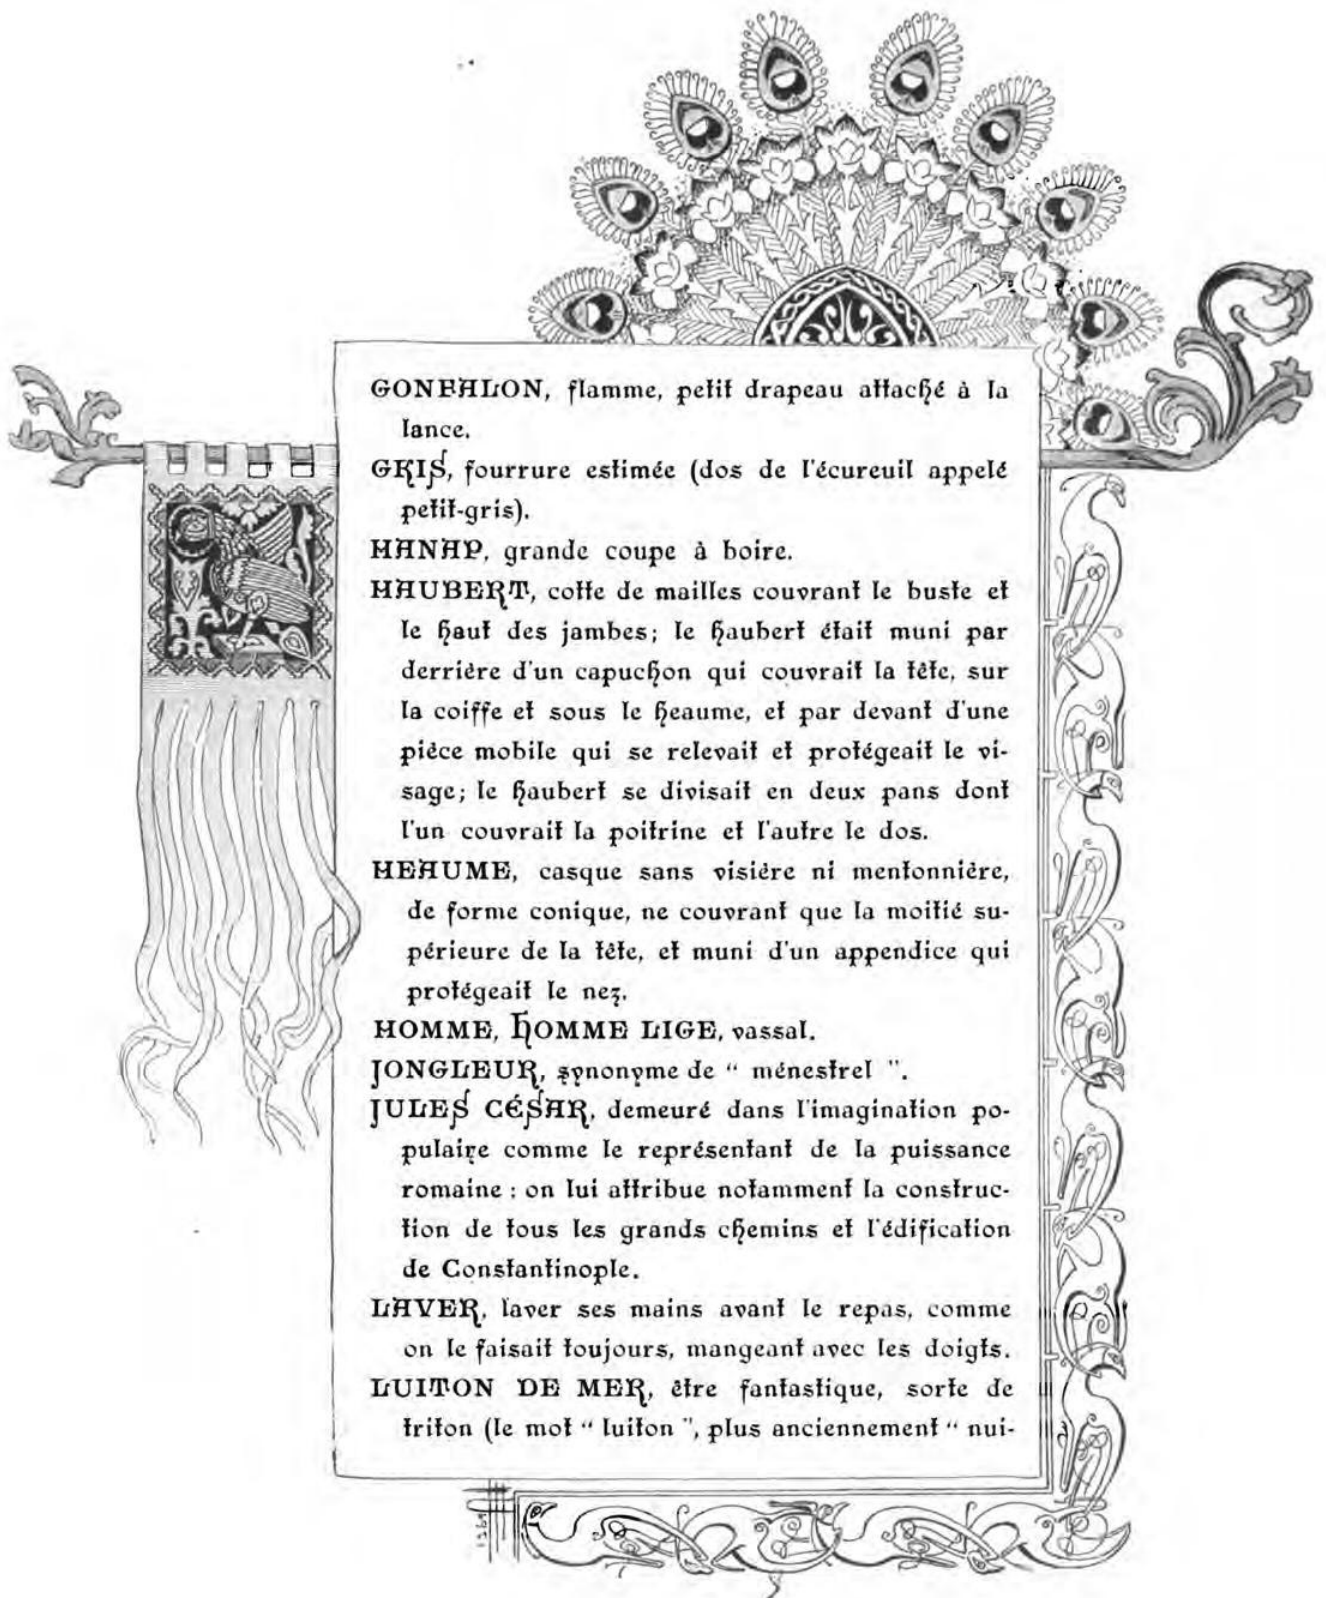 GONFALON, flamme, petit drapeau attaché à la
lance.
GRIS, fourrure estimée (dos de l'écureuil appelé
petit-gris).
HANAP, grande coupe à boire.
HAUBERT, cotte de mailles couvrant le buste et
le haut des jambes; le haubert était muni par
derrière d'un capuchon qui couvrait la tête, sur
la coiffe et sous le heaume, et par devant d'une
pièce mobile qui se relevait et protégeait le vi-
sage; le haubert se divisait en deux pans dont
l'un couvrait la poitrine et l'autre le dos.
HEAUME, casque sans visière ni mentonnière,
de forme conique, ne couvrant que la moitié su-
périeure de la tête, et muni d'un appendice qui
protégeait le nez.
HOMME, HOMME LIGE, vassal.
JONGLEUR, synonyme de “ ménestrel ”.
JULES CÉSAR, demeuré dans l'imagination po-
pulaire comme le représentant de la puissance
romaine ; on lui attribue notamment la construc-
tion de tous les grands chemins et l'édification
de Constantinople.
LAVER, laver ses mains avant le repas, comme
on le faisait toujours, mangeant avec les doigts.
LUITON DE MER, être fantastique, sorte de
triton (le mot “ luiton ”, plus anciennement “ nui-